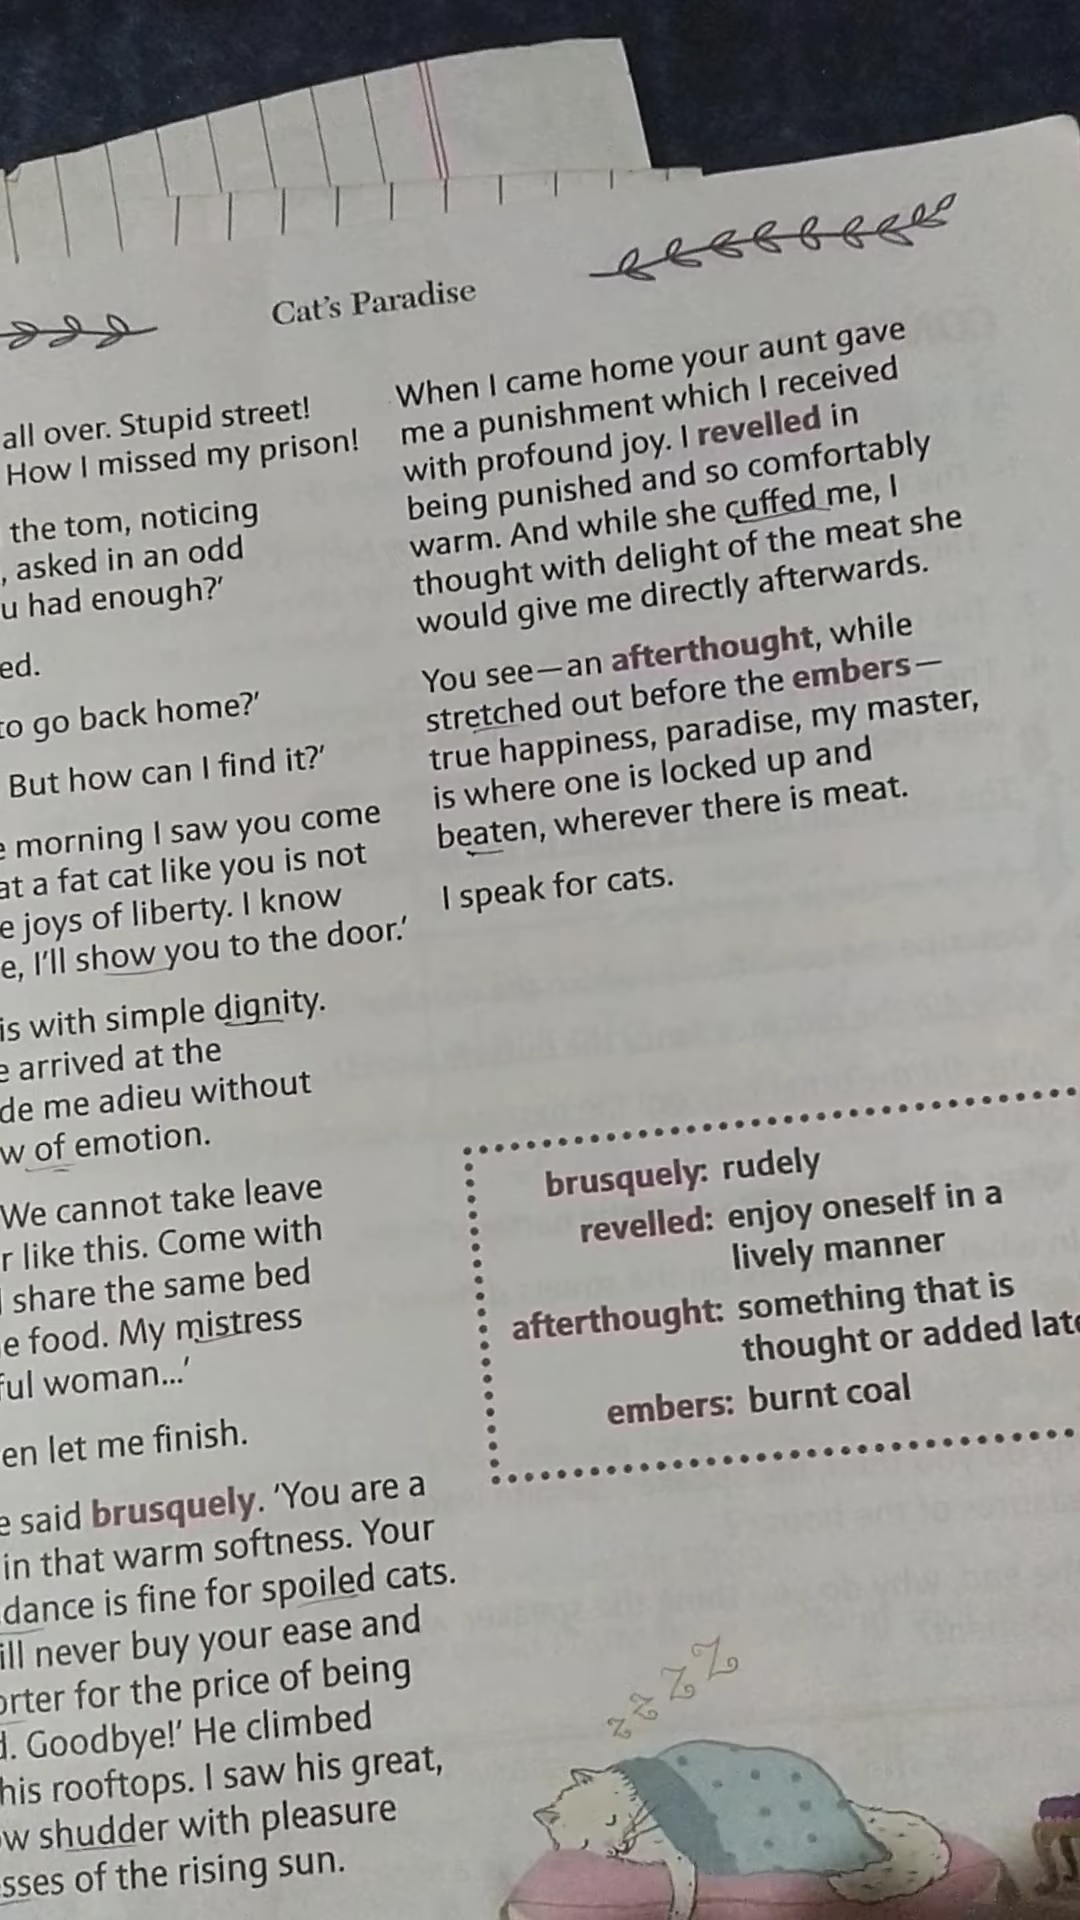 Cat's Paradise
all over. Stupid street!
How I missed my prison!
the tom, noticing
, asked in an odd
u had enough?'
ed.
to go back home?'
But how can I find it?'
morning I saw you come
at a fat cat like you is not
e joys of liberty. I know
e, I'll show you to the door.'
is with simple dignity.
e arrived at the
de me adieu without
w of emotion.
We cannot take leave
r like this. Come with
share the same bed
e food. My mistress
ful woman...'
en let me finish.
e said brusquely. 'You are a
in that warm softness. Your
dance is fine for spoiled cats.
ill never buy your ease and
orter for the price of being
d. Goodbye!' He climbed
his rooftops. I saw his great,
ow shudder with pleasure
sses of the rising sun.
When I came home your aunt gave
me a punishment which I received
with profound joy. I revelled in
being punished and so comfortably
warm. And while she cuffed me, I
thought with delight of the meat she
would give me directly afterwards.
You see—an afterthought, while
stretched out before the embers—
true happiness, paradise, my master,
is where one is locked up and
beaten, wherever there is meat.
I speak for cats.
brusquely: rudely
revelled: enjoy oneself in a
lively manner
afterthought: something that is
thought or added late
embers: burnt coal
z z Z Z